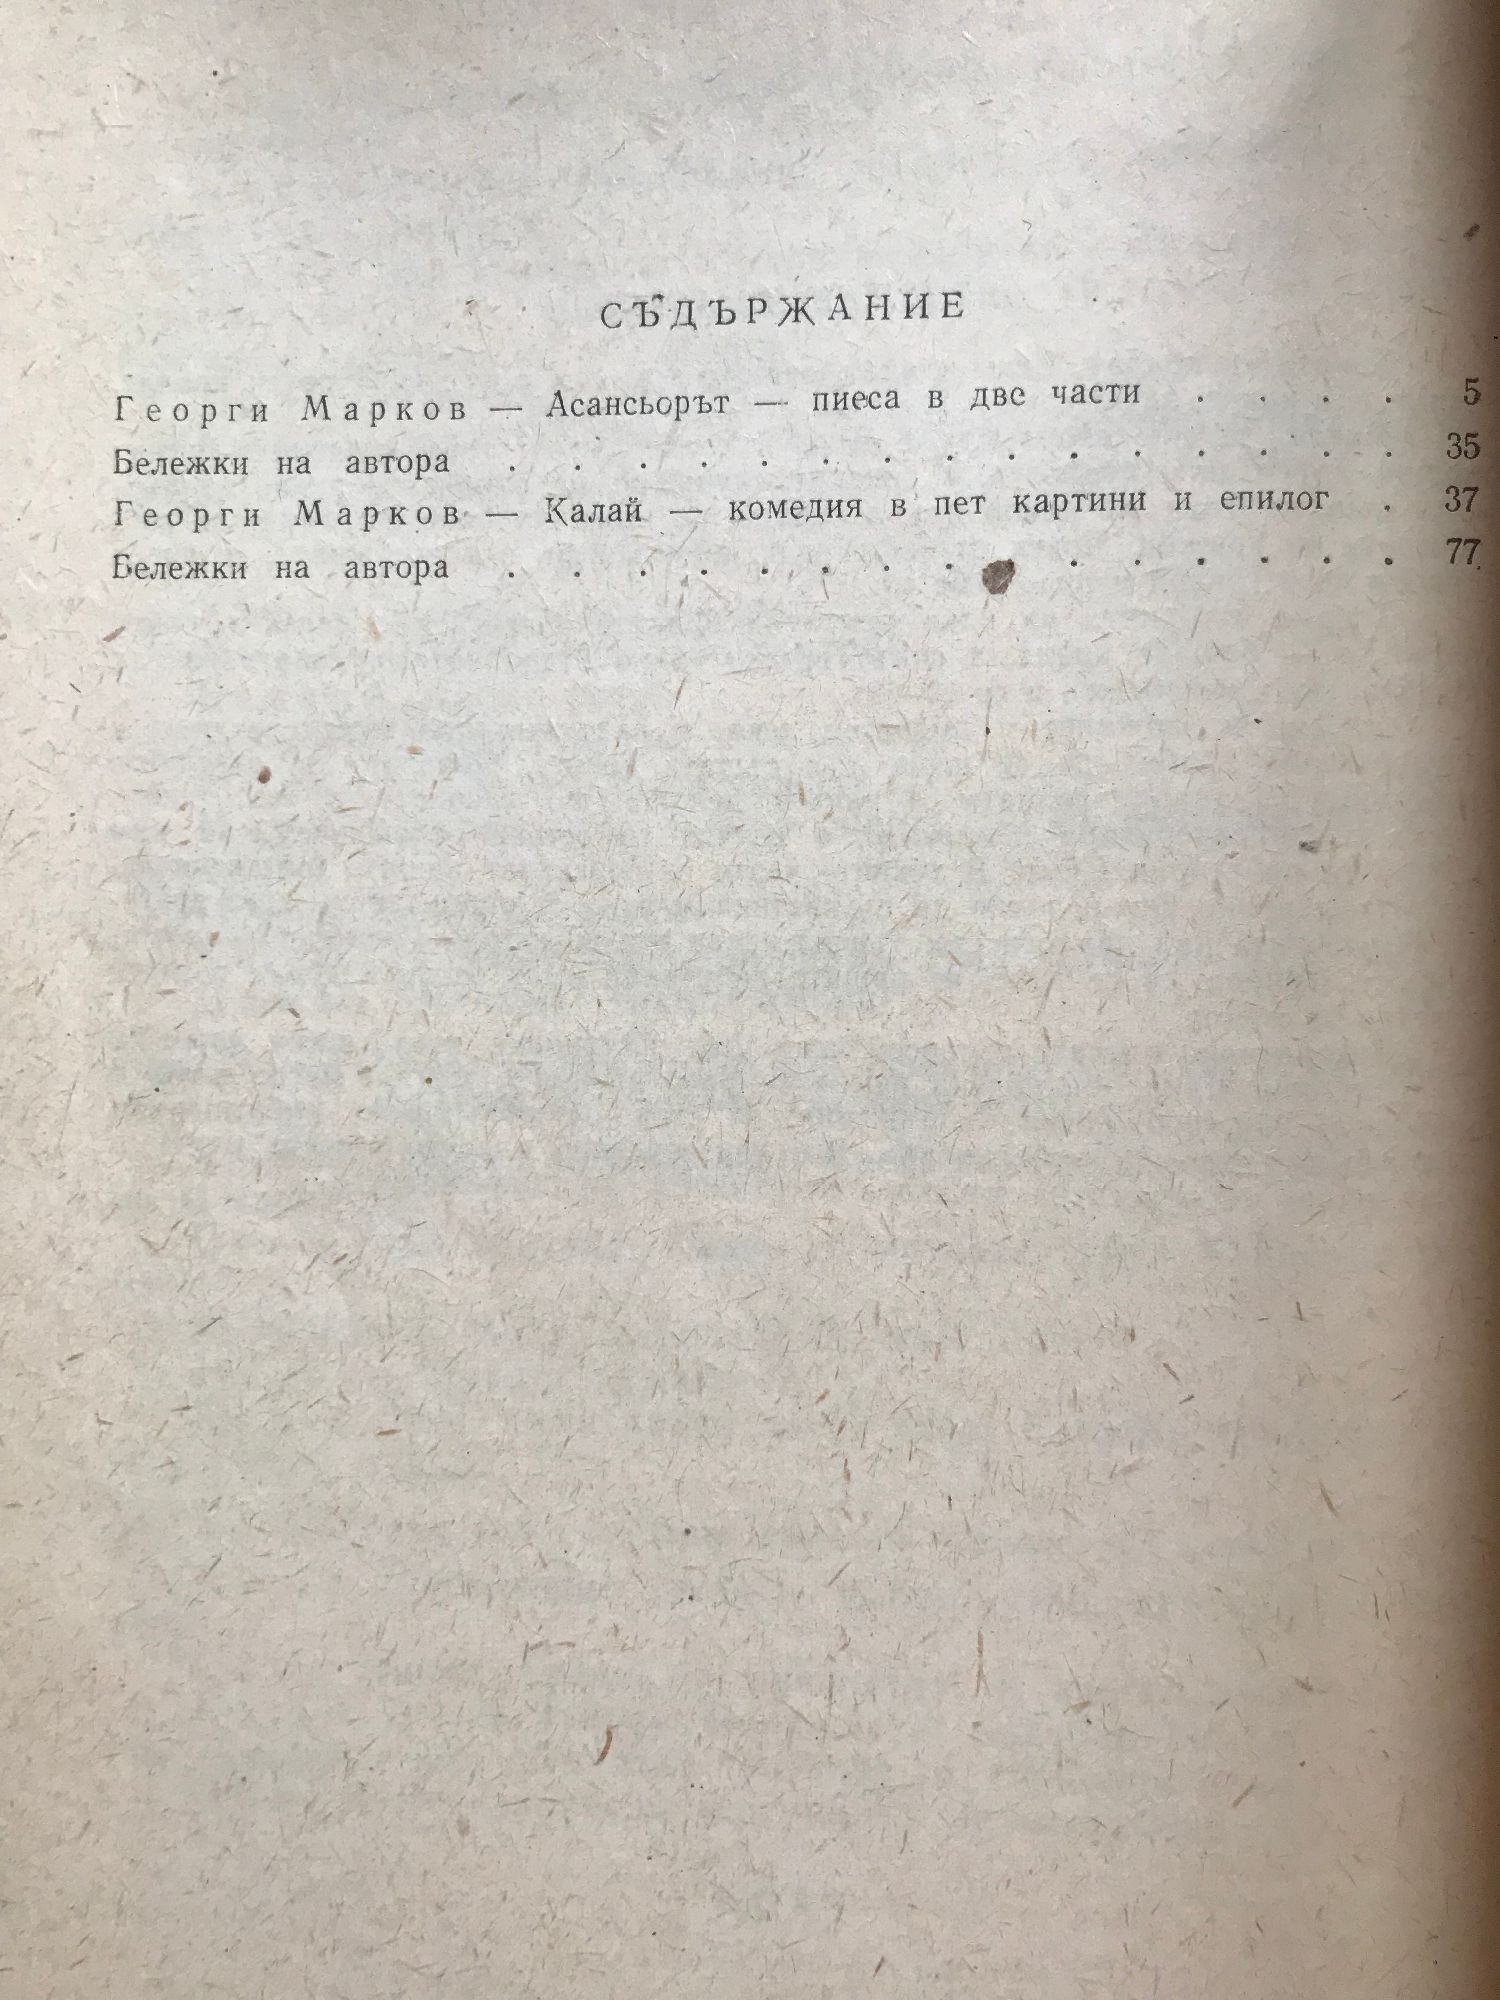 СЪДЪРЖАНИЕ
Георги Марков — Асансьорът — пиеса в две части . . . . 5
Бележки на автора . . . . . . . . . . . . . . . 35
Георги Марков — Калай — комедия в пет картини и епилог . 37
Бележки на автора . . . . . . . . . . . . . . 77